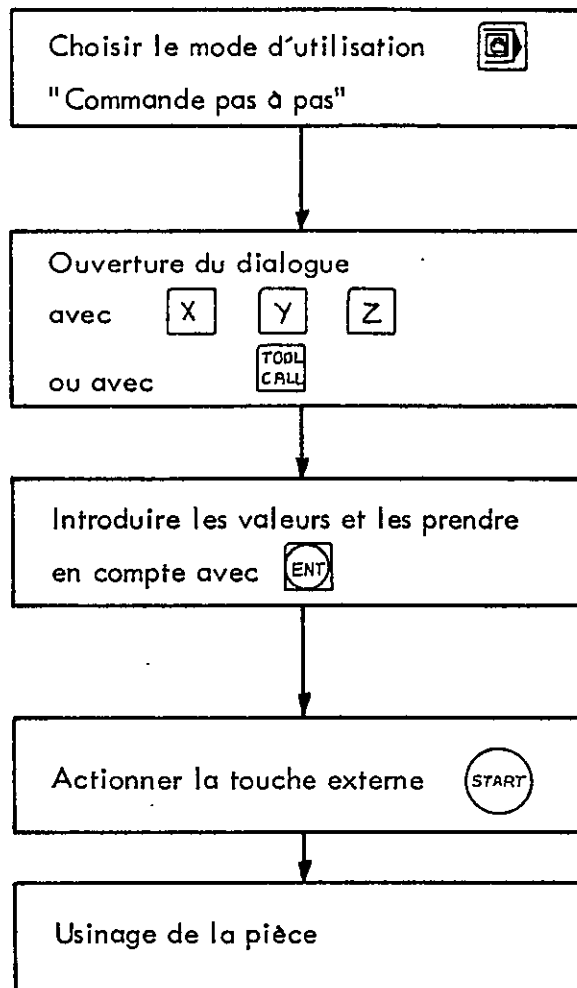 Choisir le mode d'utilisation
"Commande pas à pas"
Ouverture du dialogue
avec X Y Z
ou avec TOOL CALL
Introduire les valeurs et les prendre
en compte avec ENT
Actionner la touche externe START
Usinage de la pièce